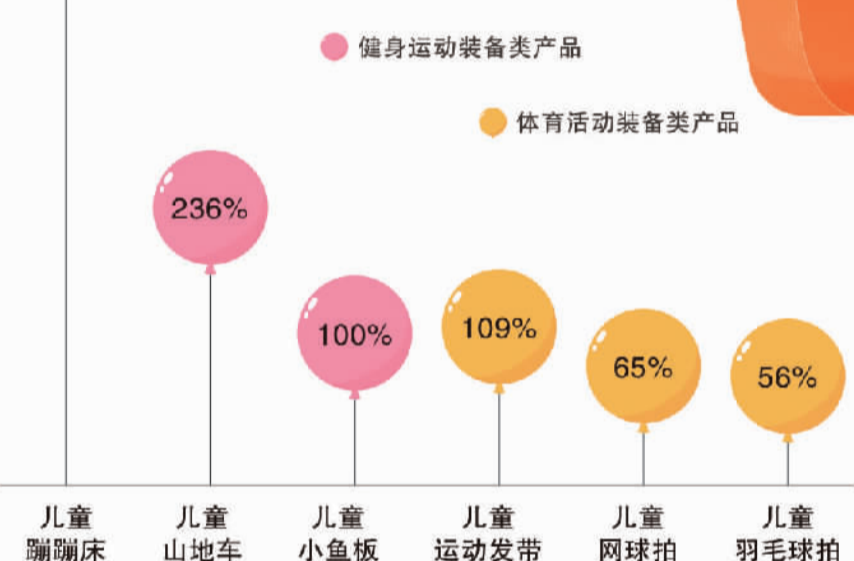 健身运动装备类产品
体育活动装备类产品
236%
100%
109%
65%
56%
儿童
蹦蹦床
儿童
山地车
儿童
小鱼板
儿童
运动发带
儿童
网球拍
儿童
羽毛球拍